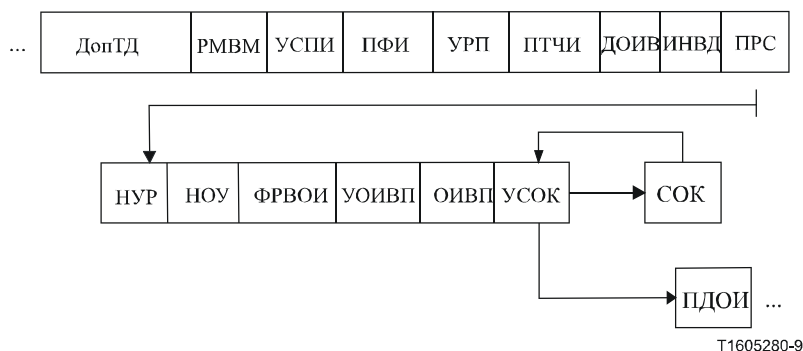 ... ДопТД РМВМ УСПИ ПФИ УРП ПТЧИ ДОИВ ИНВД ПРС
НУР НОУ ФРВОИ УОИВП ОИВП УСОК СОК
ПДОИ ...
T1605280-9